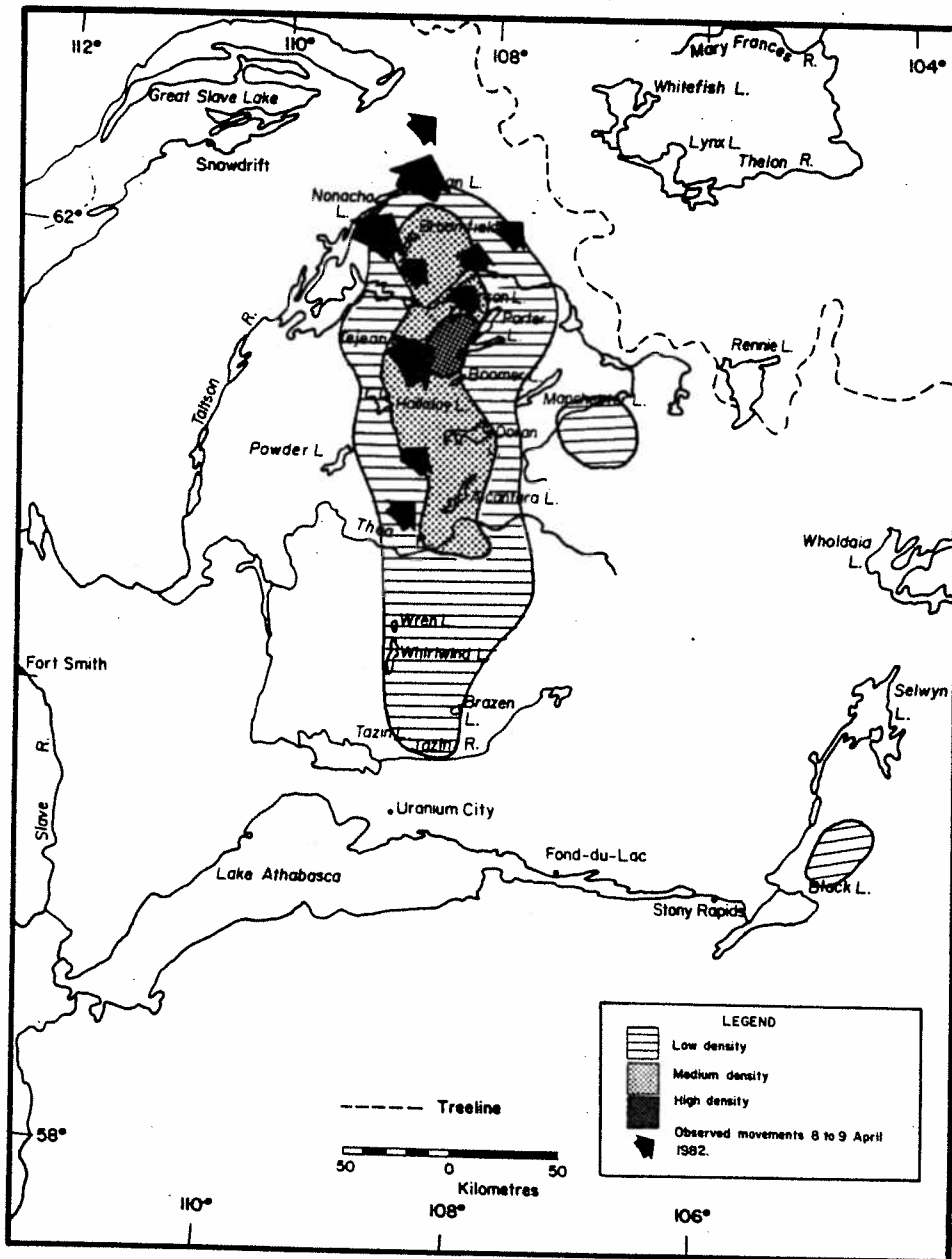 112°
110°
108°
104°
Mary Frances R.
Great Slave Lake
Whitefish L.
Snowdrift
Lynx L.
Thelon R.
Nonacho
L.
L.
62°
Porter
L.
Rennie L.
Boomer
L.
Taltson R.
Halliday L.
Doran
Powder L.
Alcantara L.
Wholdaia
L.
Wren L.
Whirlwind L.
Fort Smith
Selwyn
L.
Brazen
L.
Tazin L.
Tazin R.
Slave R.
Uranium City
Fond-du-Lac
Lake Athabasca
Black L.
Stony Rapids
LEGEND
Low density
Medium density
High density
Observed movements 8 to 9 April
1982.
Treeline
50 0 50
Kilometres
58°
110°
108°
106°